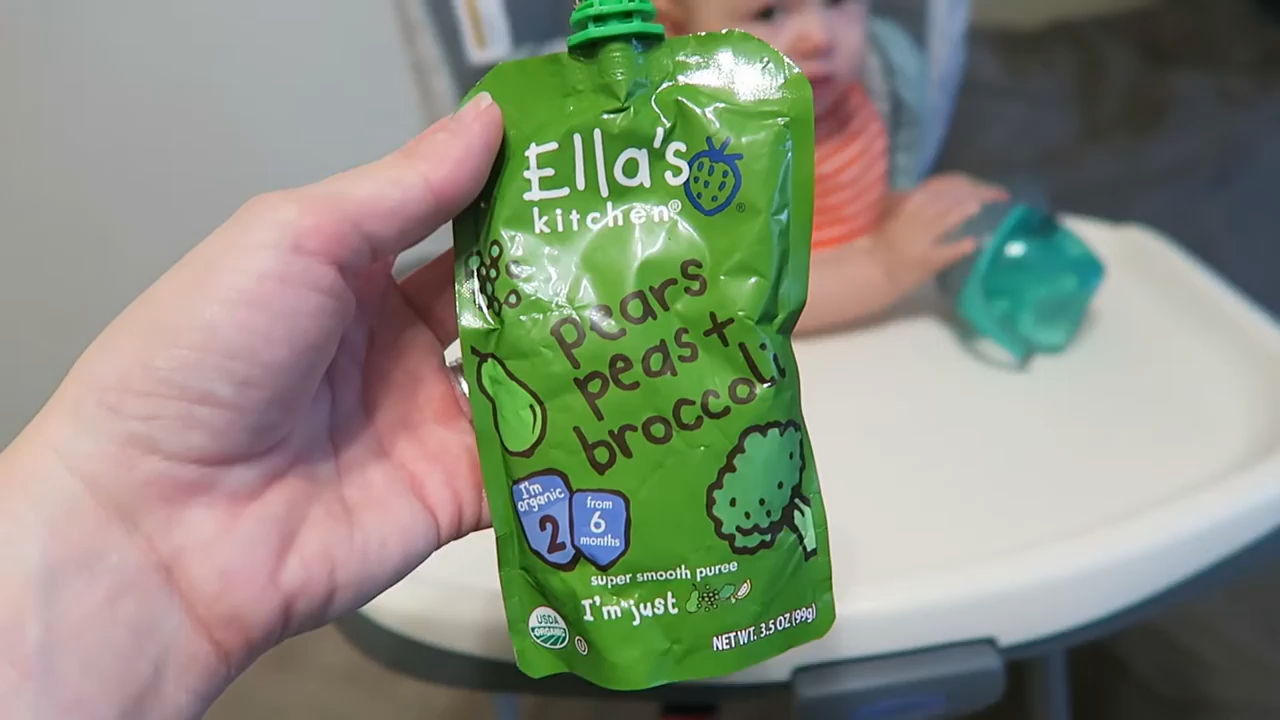 Ella's
kitchen®
®
pears
peas +
broccoli
I'm
organic
2
from
6
months
super smooth puree
I'm just
USDA
ORGANIC
U
NET WT. 3.5 OZ (99g)